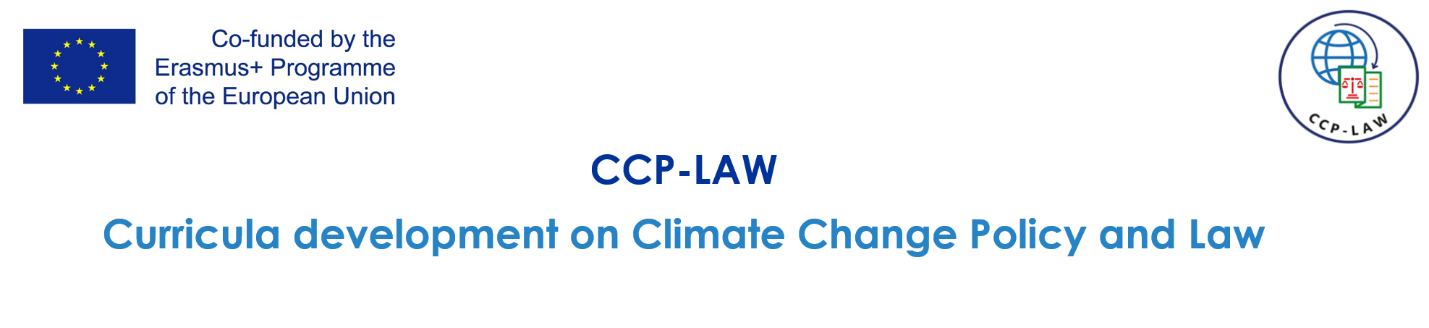 Co-funded by the
Erasmus+ Programme
of the European Union
CCP-LAW
CCP-LAW
Curricula development on Climate Change Policy and Law